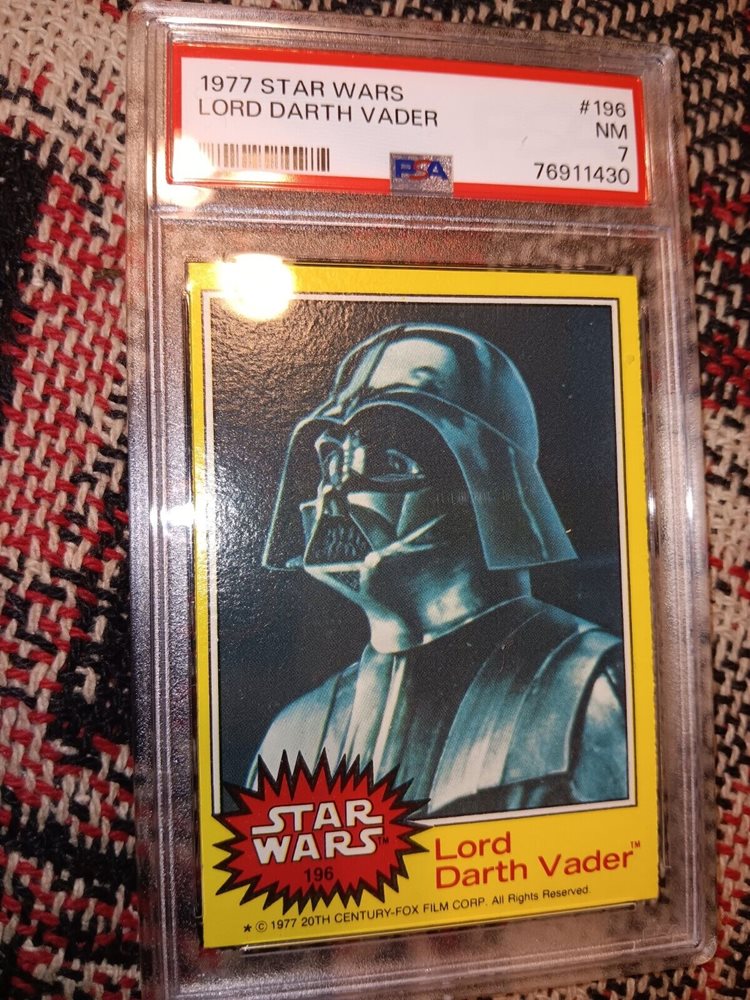 1977 STAR WARS
LORD DARTH VADER
#196
NM
7
PSA
76911430
STAR
WARS™
196
Lord
Darth Vader™
★ © 1977 20TH CENTURY-FOX FILM CORP. All Rights Reserved.